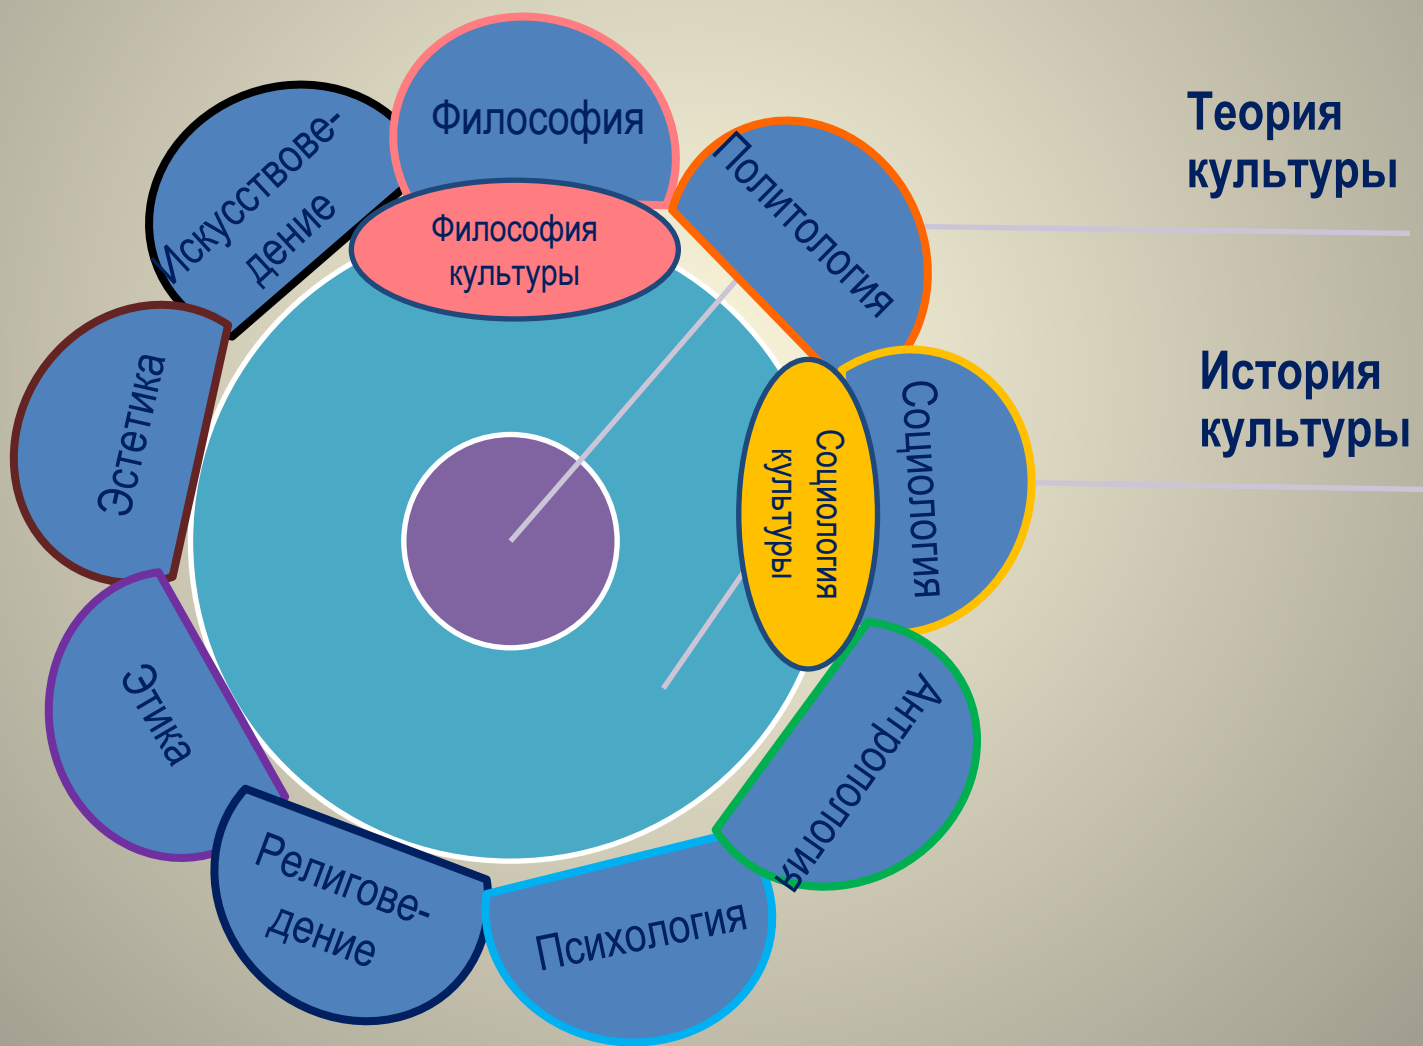 Философия
Философия
культуры
Искусствове-
дение
Политология
Теория
культуры
Социология
Социология
культуры
История
культуры
Эстетика
Антропология
Этика
Религове-
дение
Психология